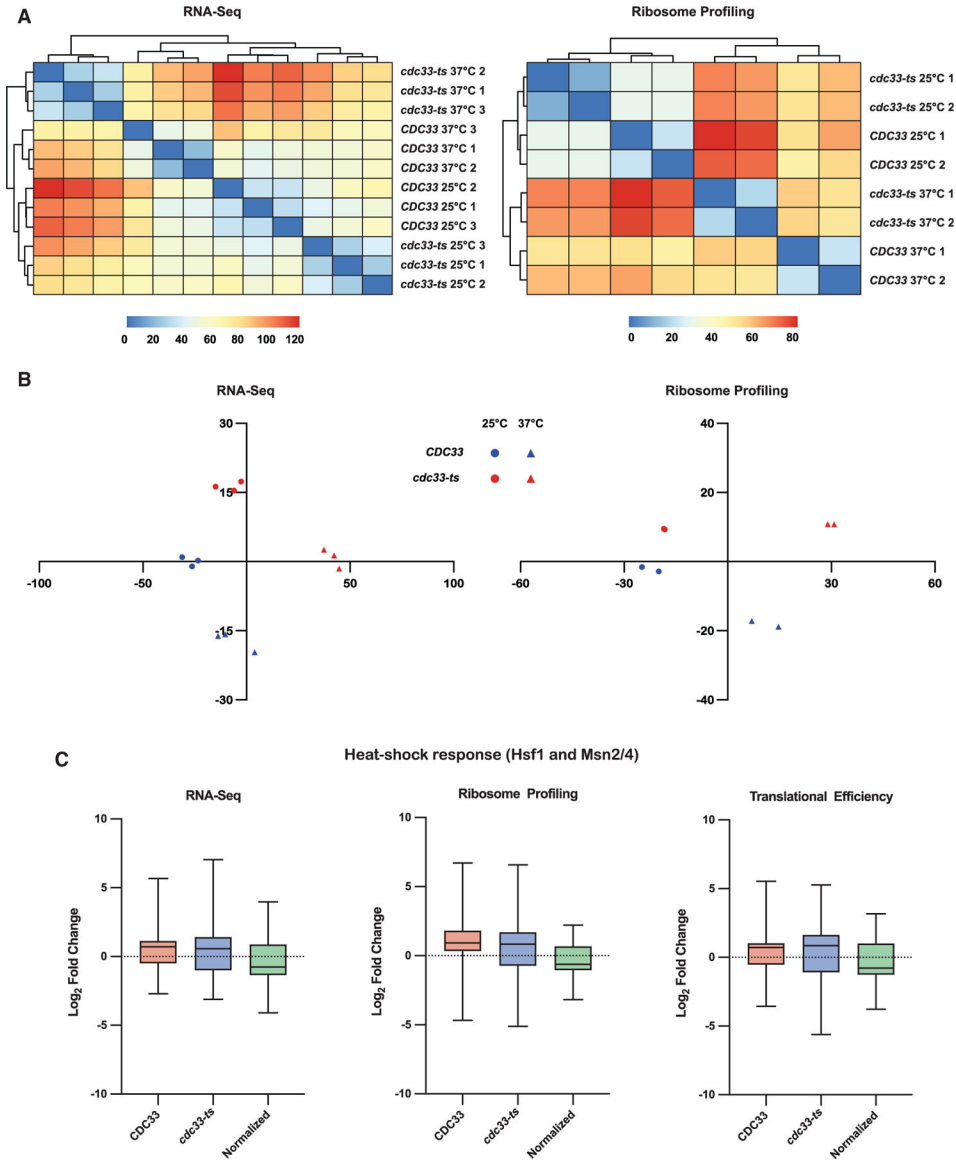 A
RNA-Seq
Ribosome Profiling
cdc33-ts 37°C 2
cdc33-ts 37°C 1
cdc33-ts 37°C 3
CDC33 37°C 3
CDC33 37°C 1
CDC33 37°C 2
CDC33 25°C 2
CDC33 25°C 1
CDC33 25°C 3
cdc33-ts 25°C 3
cdc33-ts 25°C 1
cdc33-ts 25°C 2
cdc33-ts 25°C 1
cdc33-ts 25°C 2
CDC33 25°C 1
CDC33 25°C 2
cdc33-ts 37°C 1
cdc33-ts 37°C 2
CDC33 37°C 1
CDC33 37°C 2
0 20 40 60 80 100 120
0 20 40 60 80
B
RNA-Seq
Ribosome Profiling
30
15
-15
-30
-100 -50 50 100
25°C 37°C
CDC33
cdc33-ts
40
20
-20
-40
-60 -30 30 60
C
Heat-shock response (Hsf1 and Msn2/4)
RNA-Seq
Log2 Fold Change
10
5
0
-5
-10
CDC33
cdc33-ts
Normalized
Ribosome Profiling
Log2 Fold Change
10
5
0
-5
-10
CDC33
cdc33-ts
Normalized
Translational Efficiency
Log2 Fold Change
10
5
0
-5
-10
CDC33
cdc33-ts
Normalized